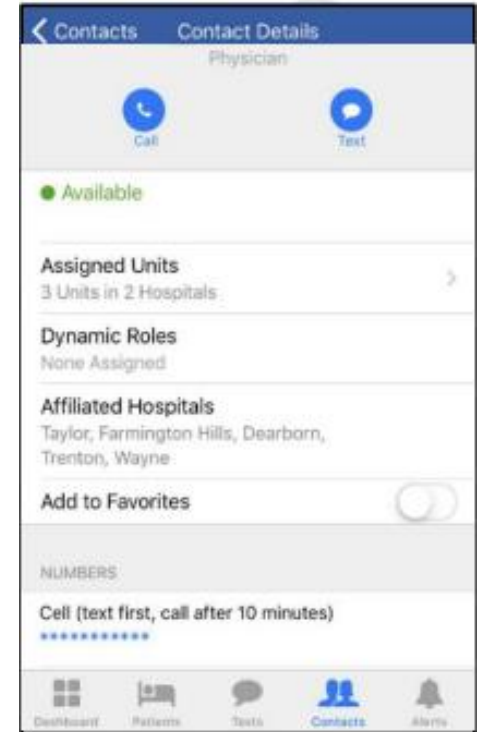 Contacts Contact Details
Physician
Call Text
Available
Assigned Units
3 Units in 2 Hospitals
Dynamic Roles
None Assigned
Affiliated Hospitals
Taylor, Farmington Hills, Dearborn,
Trenton, Wayne
Add to Favorites
NUMBERS
Cell (text first, call after 10 minutes)
***********
Dashboard Patients Texts Contacts Alerts